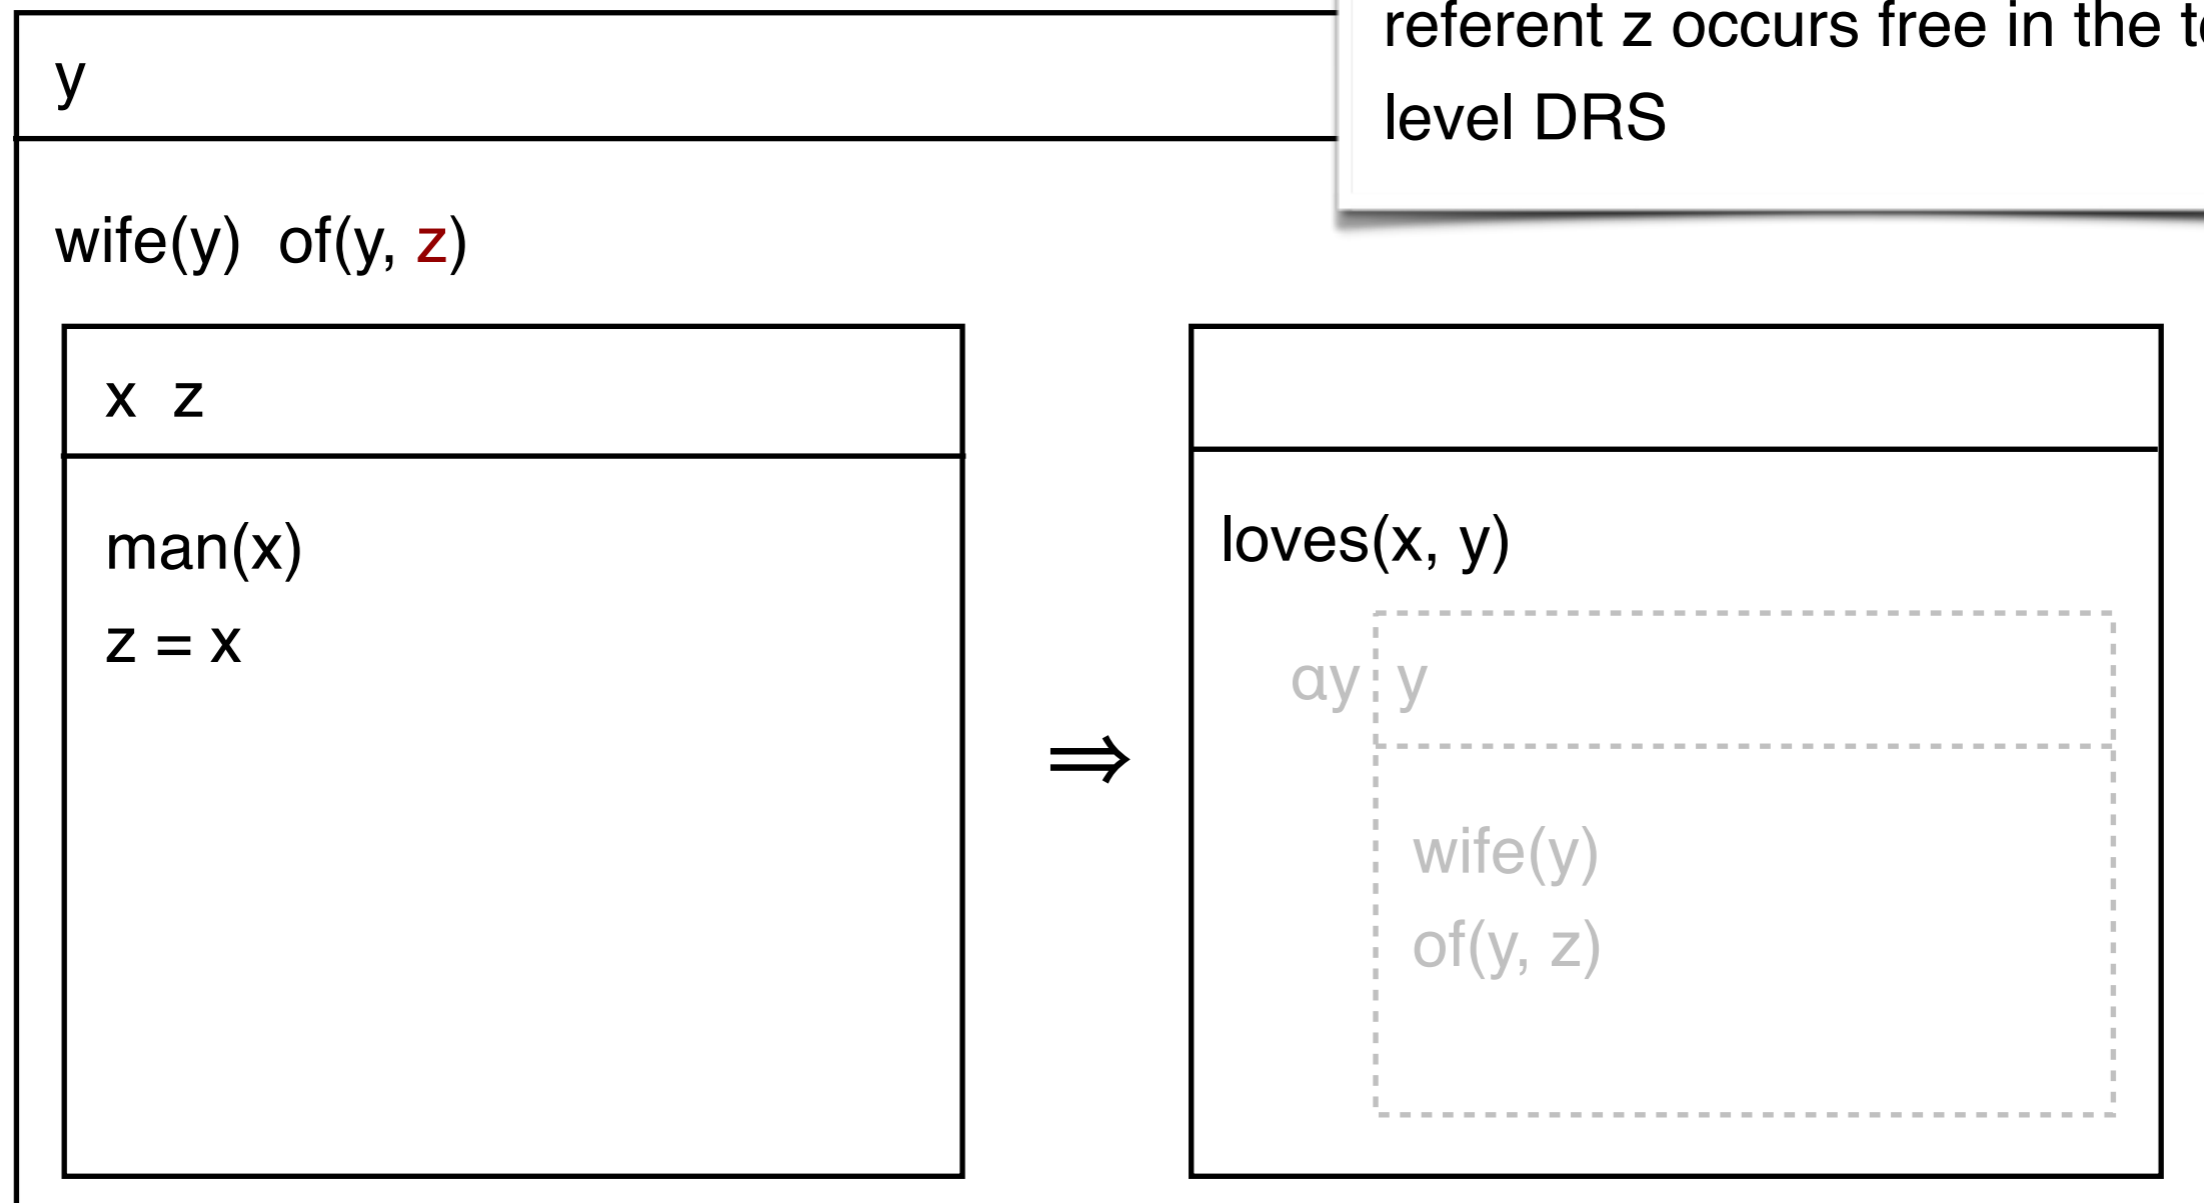 referent z occurs free in the
level DRS
y
wife(y) of(y, z)
x z
man(x)
z = x
⇒
loves(x, y)
αy y
wife(y)
of(y, z)